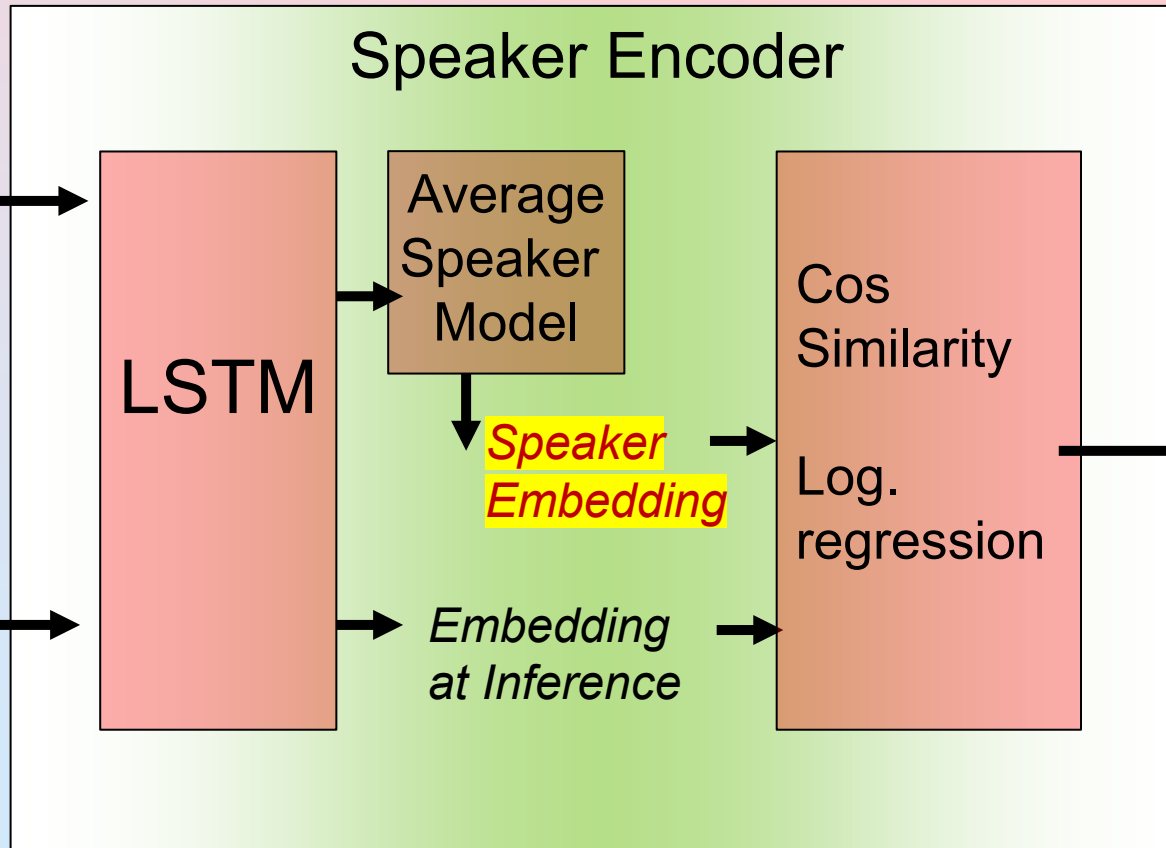 Speaker Encoder
LSTM
Average
Speaker
Model
Speaker
Embedding
Embedding
at Inference
Cos
Similarity
Log.
regression